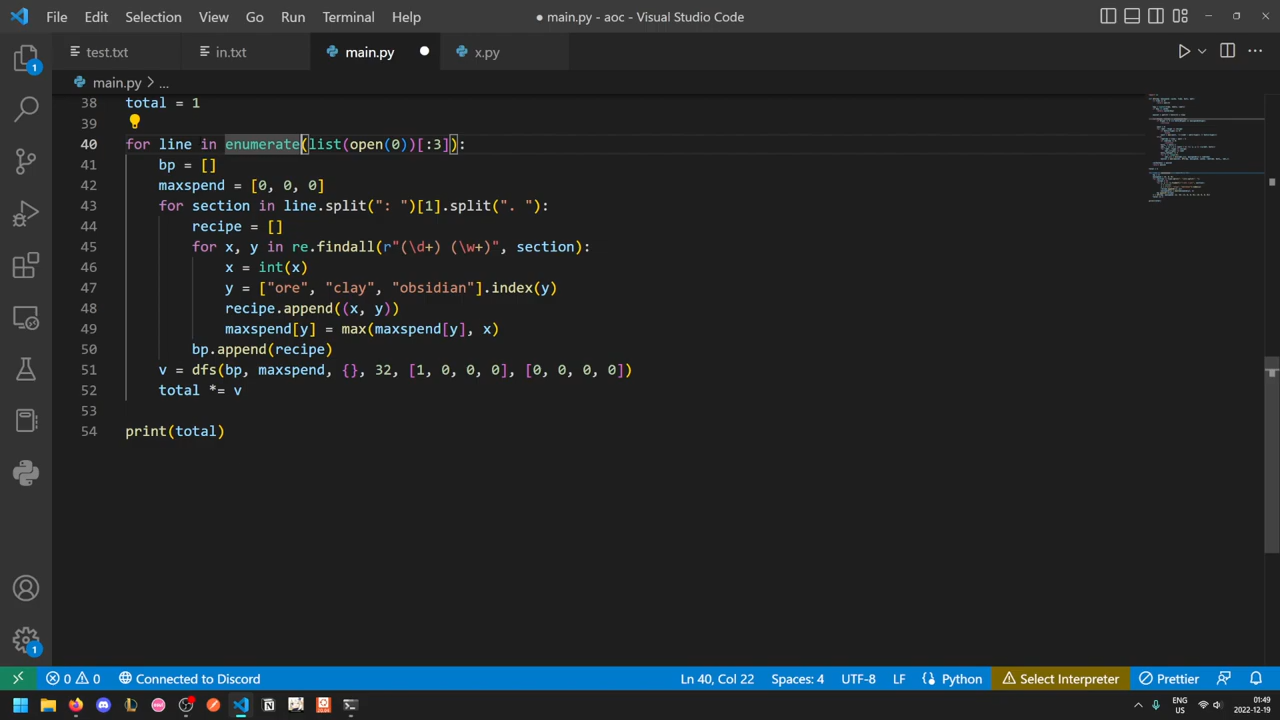 File Edit Selection View Go Run Terminal Help
● main.py - aoc - Visual Studio Code
test.txt in.txt main.py x.py
main.py > ...
38 total = 1
39
40 for line in enumerate(list(open(0))[:3]):
41 bp = []
42 maxspend = [0, 0, 0]
43 for section in line.split(": ")[1].split(". "):
44 recipe = []
45 for x, y in re.findall(r"(\d+) (\w+)", section):
46 x = int(x)
47 y = ["ore", "clay", "obsidian"].index(y)
48 recipe.append((x, y))
49 maxspend[y] = max(maxspend[y], x)
50 bp.append(recipe)
51 v = dfs(bp, maxspend, {}, 32, [1, 0, 0, 0], [0, 0, 0, 0])
52 total *= v
53
54 print(total)
1
1
0 0 Connected to Discord Ln 40, Col 22 Spaces: 4 UTF-8 LF Python Select Interpreter Prettier
ENG
US
01:49
2022-12-19